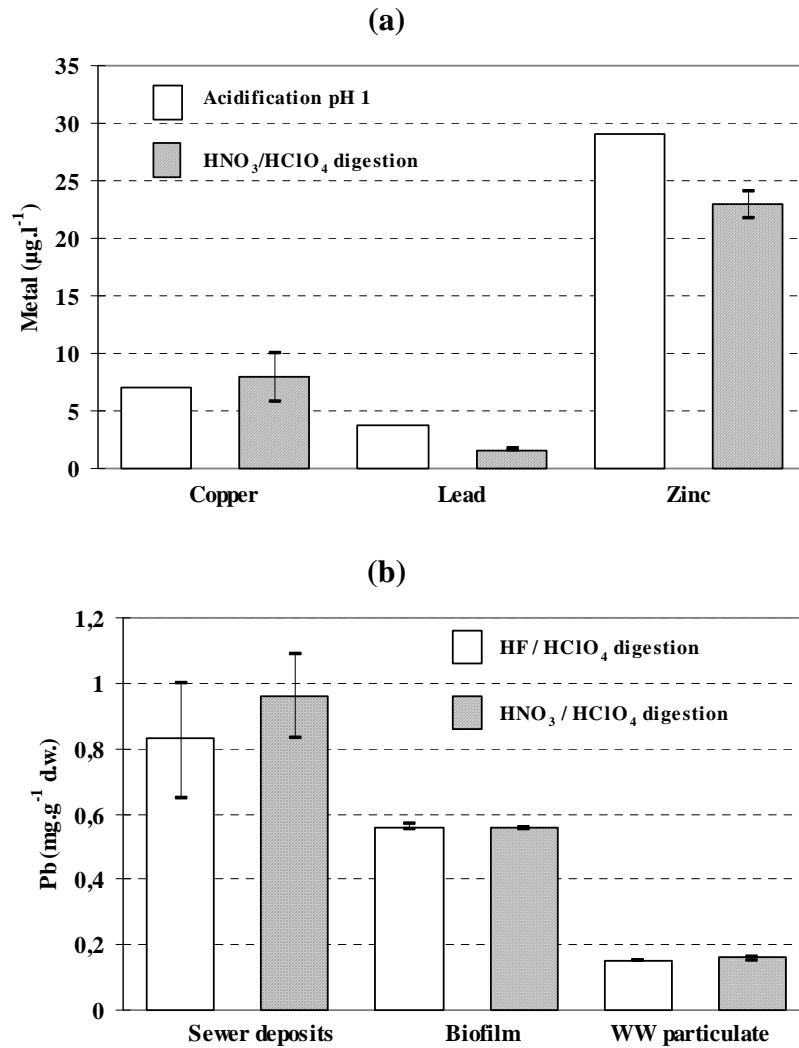 (a)
Metal (µg.l⁻¹)
35
30
25
20
15
10
5
0
Acidification pH 1
HNO₃/HClO₄ digestion
Copper Lead Zinc
(b)
Pb (mg.g⁻¹ d.w.)
1,2
1
0,8
0,6
0,4
0,2
0
HF / HClO₄ digestion
HNO₃ / HClO₄ digestion
Sewer deposits Biofilm WW particulate